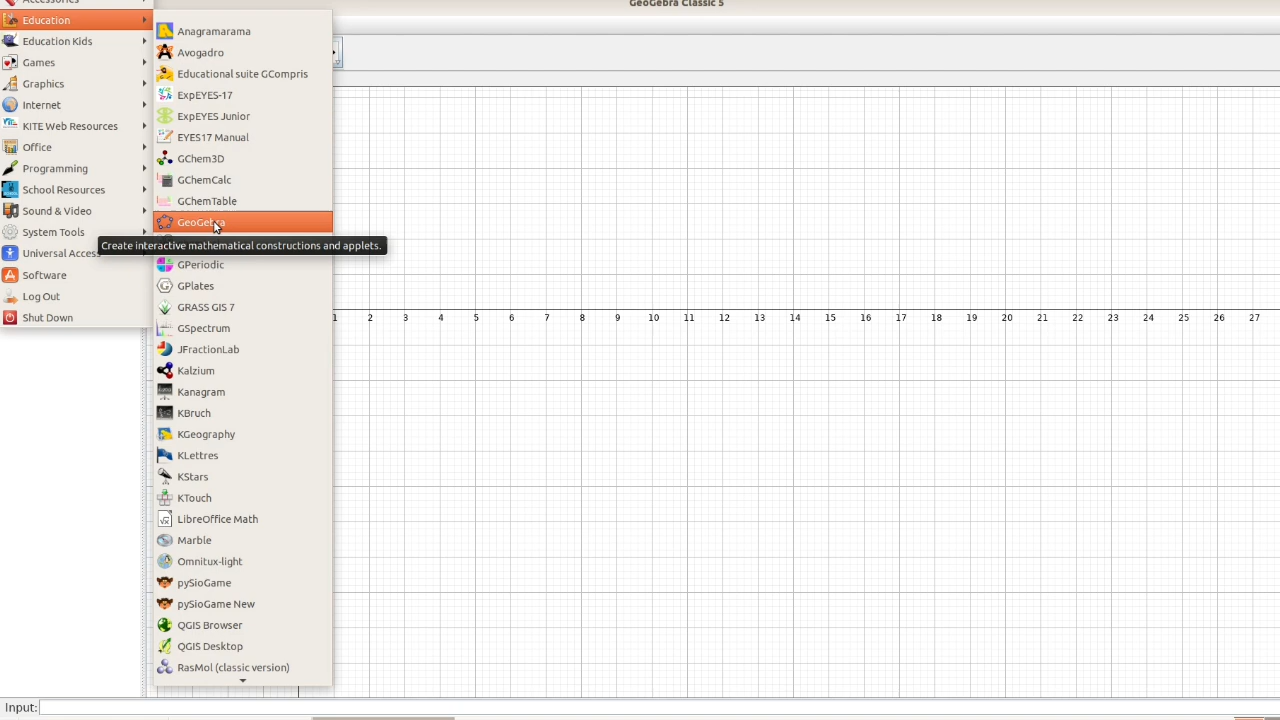 GeoGebra Classic 5
Accessories
Education
Education Kids
Games
Graphics
Internet
KITE Web Resources
Office
Programming
School Resources
Sound & Video
System Tools
Universal Access
Software
Log Out
Shut Down
Anagramarama
Avogadro
Educational suite GCompris
ExpEYES-17
ExpEYES Junior
EYES17 Manual
GChem3D
GChemCalc
GChemTable
GeoGebra
Create interactive mathematical constructions and applets.
GPeriodic
GPlates
GRASS GIS 7
GSpectrum
JFractionLab
Kalzium
Kanagram
KBruch
KGeography
KLettres
KStars
KTouch
LibreOffice Math
Marble
Omnitux-light
pySioGame
pySioGame New
QGIS Browser
QGIS Desktop
RasMol (classic version)
1 2 3 4 5 6 7 8 9 10 11 12 13 14 15 16 17 18 19 20 21 22 23 24 25 26 27
Input: